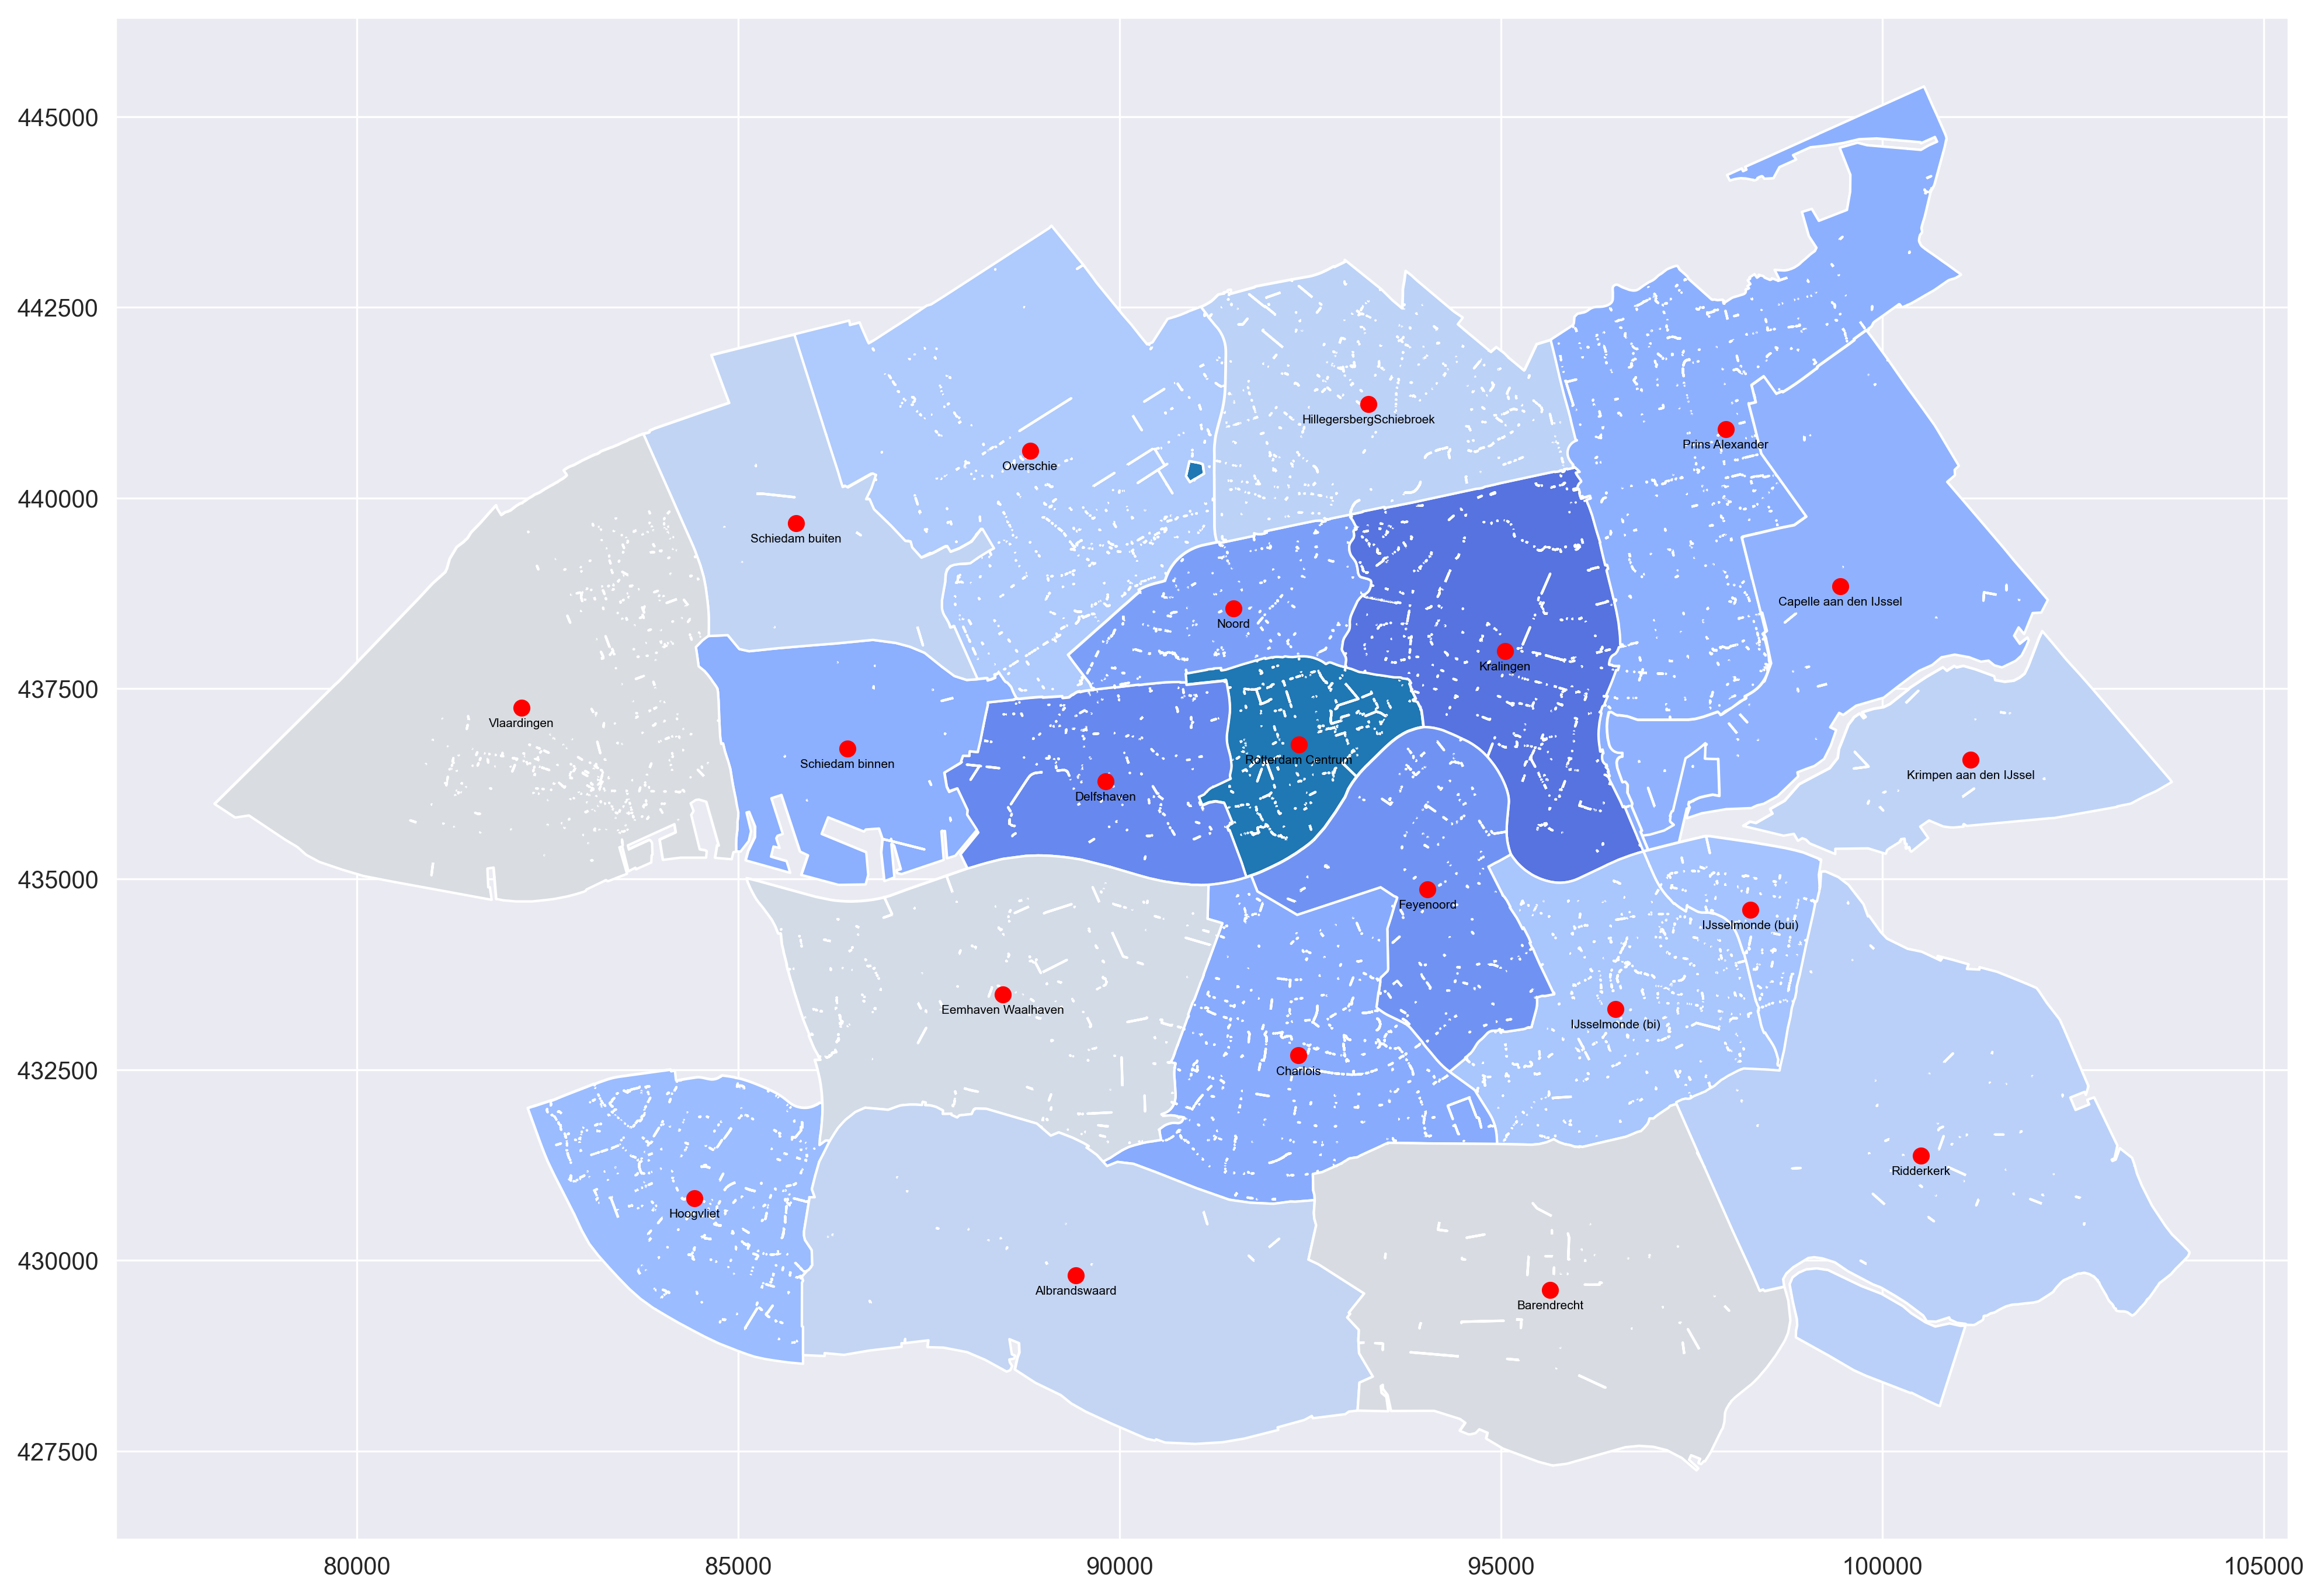 445000
442500
440000
437500
435000
432500
430000
427500
HillegersbergSchiebroek
Prins Alexander
Overschie
Schiedam buiten
Capelle aan den IJssel
Noord
Kralingen
Vlaardingen
Rotterdam Centrum
Schiedam binnen
Krimpen aan den IJssel
Delfshaven
Feyenoord
IJsselmonde (bui)
Eemhaven Waalhaven
IJsselmonde (bi)
Charlois
Ridderkerk
Hoogvliet
Albrandswaard
Barendrecht
80000 85000 90000 95000 100000 105000